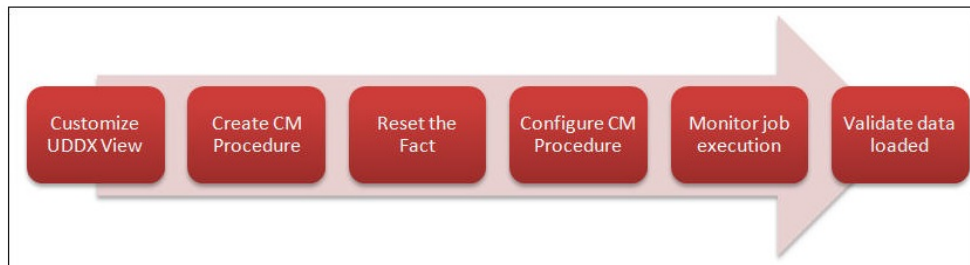 Customize
UDDX View
Create CM
Procedure
Reset the
Fact
Configure CM
Procedure
Monitor job
execution
Validate data
loaded